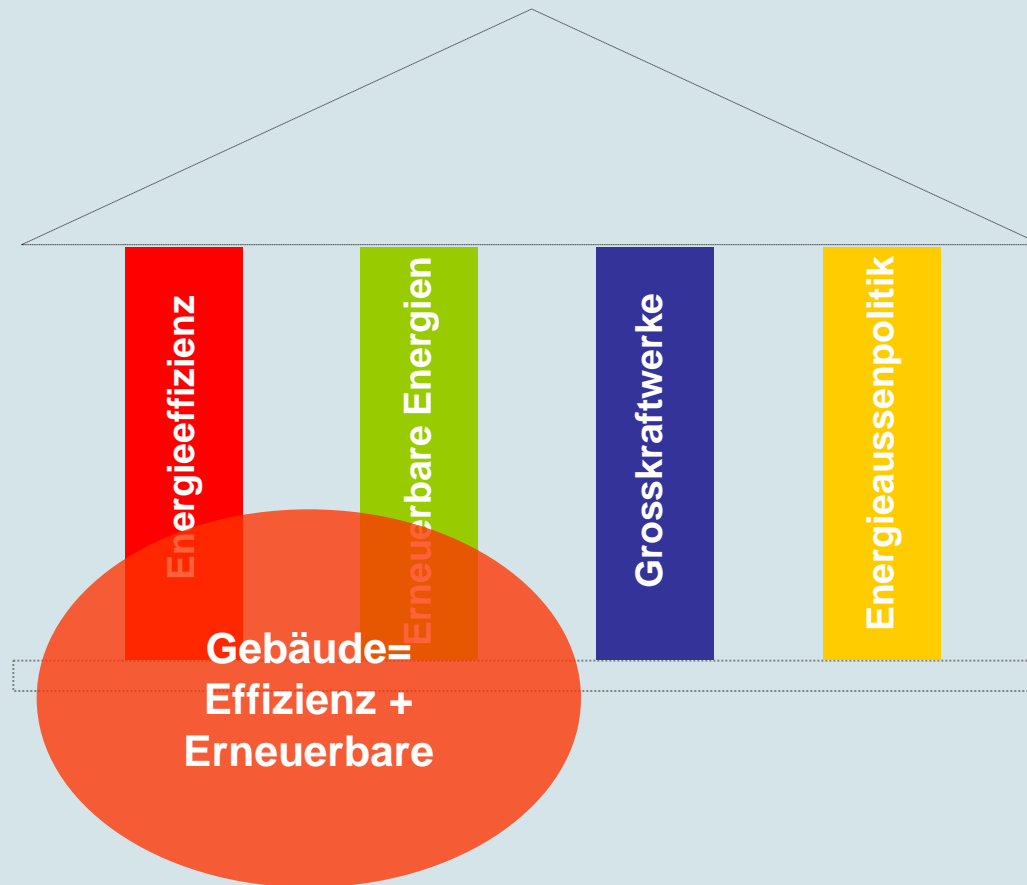 Energieeffizienz
Erneuerbare Energien
Grosskraftwerke
Energieaussenpolitik
Gebäude=
Effizienz +
Erneuerbare